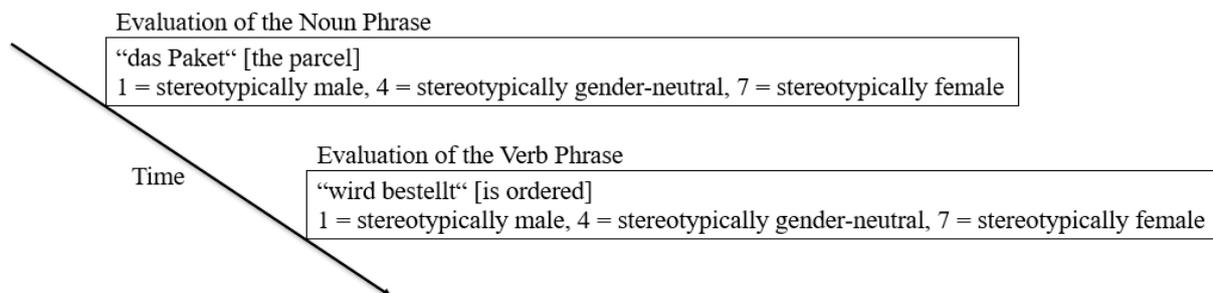 Evaluation of the Noun Phrase
“das Paket“ [the parcel]
1 = stereotypically male, 4 = stereotypically gender-neutral, 7 = stereotypically female
Evaluation of the Verb Phrase
Time
“wird bestellt“ [is ordered]
1 = stereotypically male, 4 = stereotypically gender-neutral, 7 = stereotypically female